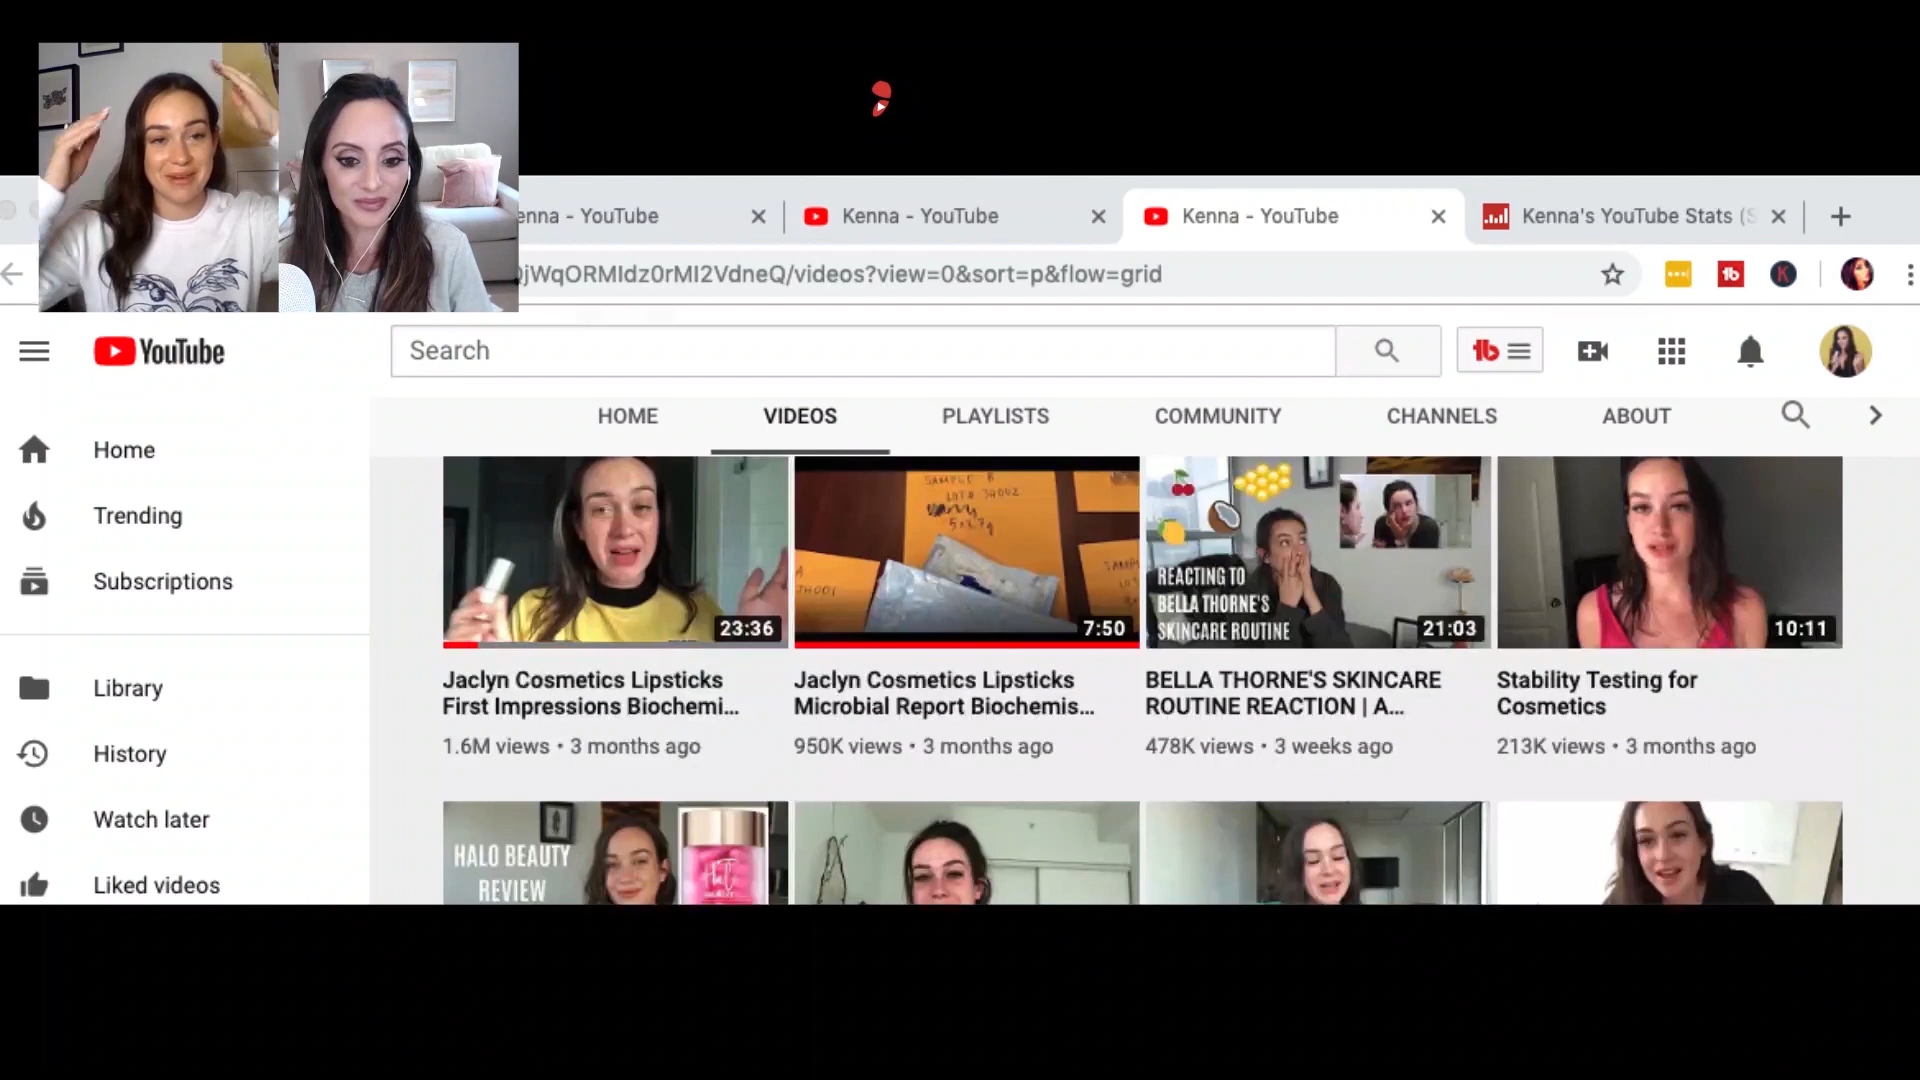 enna - YouTube
Kenna - YouTube
Kenna - YouTube
Kenna's YouTube Stats (S
jWqORMIdz0rMI2VdneQ/videos?view=0&sort=p&flow=grid
YouTube
Search
HOME
VIDEOS
PLAYLISTS
COMMUNITY
CHANNELS
ABOUT
Home
Trending
Subscriptions
Library
History
Watch later
Liked videos
23:36
SAMPLE B
7:50
REACTING TO
BELLA THORNE'S
SKINCARE ROUTINE
21:03
10:11
Jaclyn Cosmetics Lipsticks
First Impressions Biochemi...
1.6M views • 3 months ago
Jaclyn Cosmetics Lipsticks
Microbial Report Biochemis...
950K views • 3 months ago
BELLA THORNE'S SKINCARE
ROUTINE REACTION | A...
478K views • 3 weeks ago
Stability Testing for
Cosmetics
213K views • 3 months ago
HALO BEAUTY
REVIEW